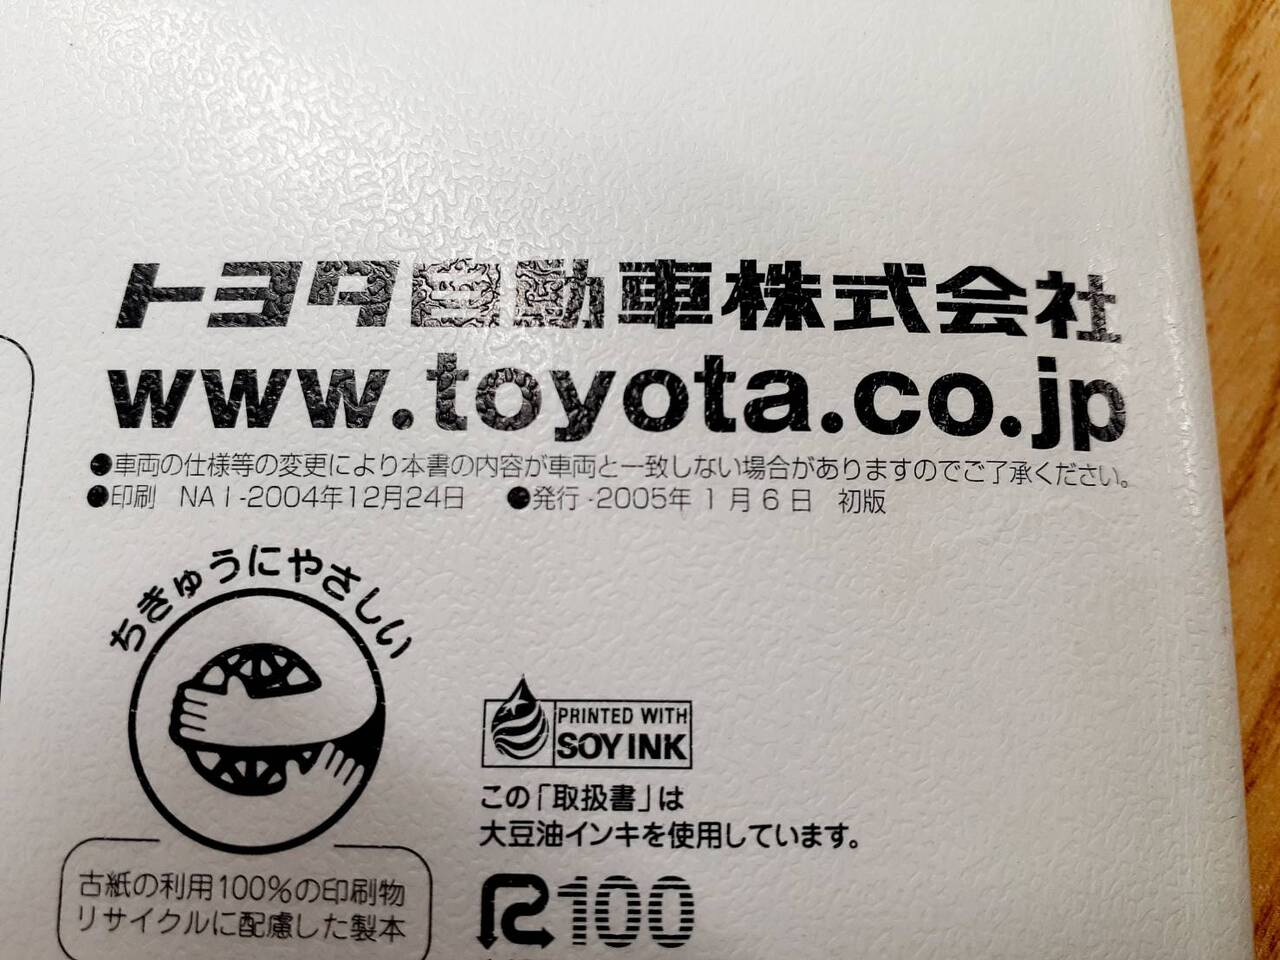 トヨタ自動車株式会社
www.toyota.co.jp
●車両の仕様等の変更により本書の内容が車両と一致しない場合がありますのでご了承ください。
●印刷 NAI-2004年12月24日 ●発行-2005年1月6日 初版
ちきゅうにやさしい
PRINTED WITH
SOY INK
この「取扱書」は
大豆油インキを使用しています。
古紙の利用100%の印刷物
リサイクルに配慮した製本
R100